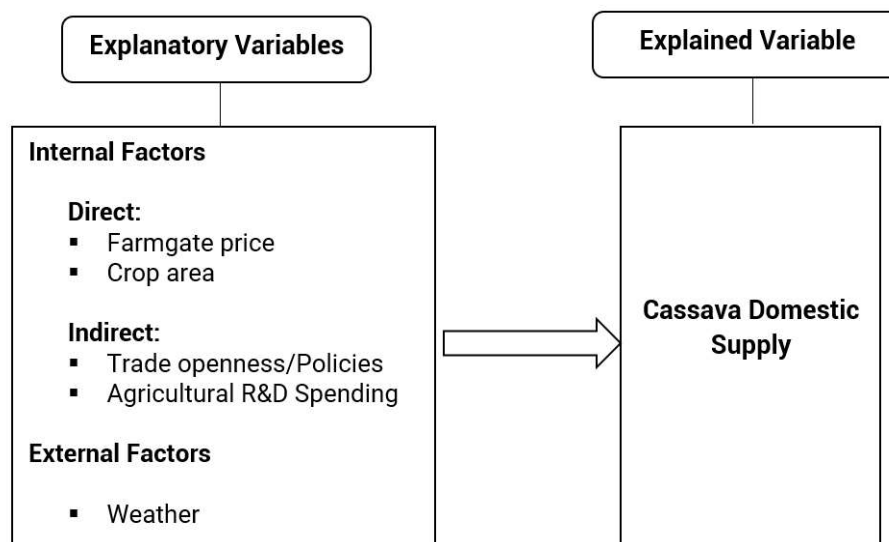 Explanatory Variables
Explained Variable
Internal Factors
Direct:
▪ Farmgate price
▪ Crop area
Indirect:
▪ Trade openness/Policies
▪ Agricultural R&D Spending
External Factors
▪ Weather
Cassava Domestic
Supply